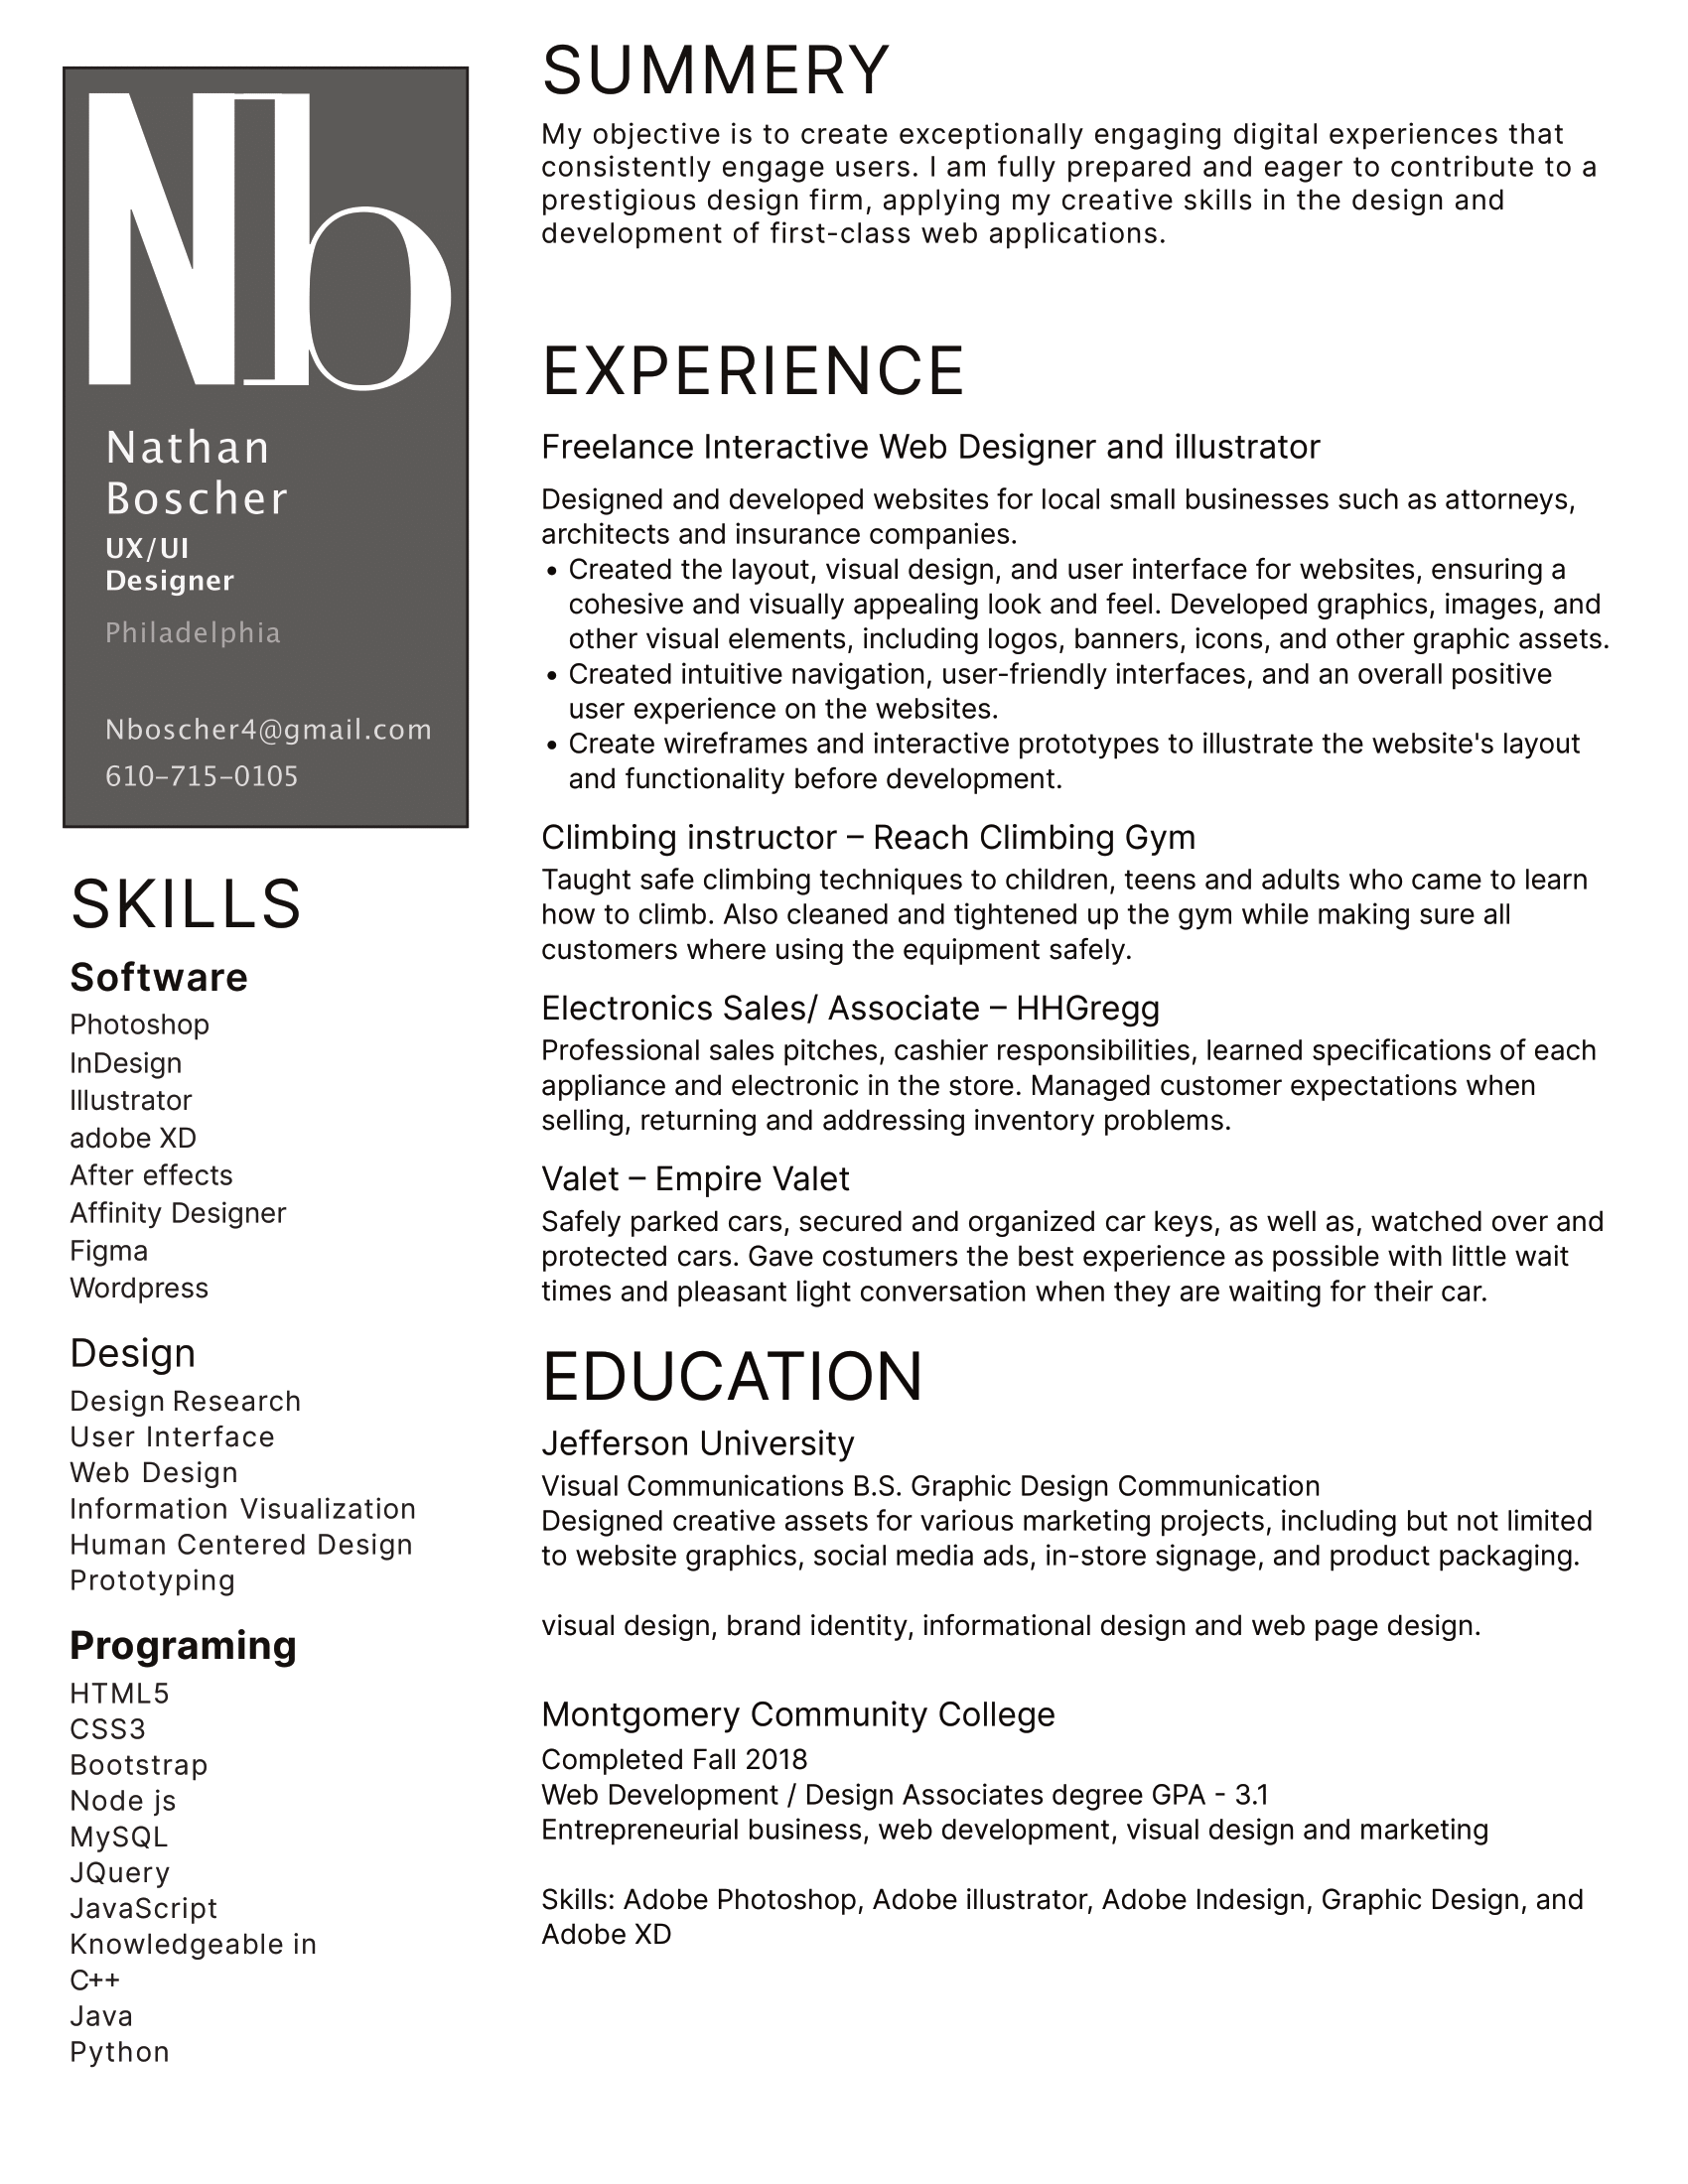 Nb
Nathan
Boscher
UX/UI
Designer
Philadelphia
Nboscher4@gmail.com
610-715-0105
SKILLS
Software
Photoshop
InDesign
Illustrator
adobe XD
After effects
Affinity Designer
Figma
Wordpress
Design
Design Research
User Interface
Web Design
Information Visualization
Human Centered Design
Prototyping
Programing
HTML5
CSS3
Bootstrap
Node js
MySQL
JQuery
JavaScript
Knowledgeable in
C++
Java
Python
SUMMERY
My objective is to create exceptionally engaging digital experiences that
consistently engage users. I am fully prepared and eager to contribute to a
prestigious design firm, applying my creative skills in the design and
development of first-class web applications.
EXPERIENCE
Freelance Interactive Web Designer and illustrator
Designed and developed websites for local small businesses such as attorneys,
architects and insurance companies.
• Created the layout, visual design, and user interface for websites, ensuring a
cohesive and visually appealing look and feel. Developed graphics, images, and
other visual elements, including logos, banners, icons, and other graphic assets.
• Created intuitive navigation, user-friendly interfaces, and an overall positive
user experience on the websites.
• Create wireframes and interactive prototypes to illustrate the website's layout
and functionality before development.
Climbing instructor – Reach Climbing Gym
Taught safe climbing techniques to children, teens and adults who came to learn
how to climb. Also cleaned and tightened up the gym while making sure all
customers where using the equipment safely.
Electronics Sales/ Associate – HHGregg
Professional sales pitches, cashier responsibilities, learned specifications of each
appliance and electronic in the store. Managed customer expectations when
selling, returning and addressing inventory problems.
Valet – Empire Valet
Safely parked cars, secured and organized car keys, as well as, watched over and
protected cars. Gave costumers the best experience as possible with little wait
times and pleasant light conversation when they are waiting for their car.
EDUCATION
Jefferson University
Visual Communications B.S. Graphic Design Communication
Designed creative assets for various marketing projects, including but not limited
to website graphics, social media ads, in-store signage, and product packaging.
visual design, brand identity, informational design and web page design.
Montgomery Community College
Completed Fall 2018
Web Development / Design Associates degree GPA - 3.1
Entrepreneurial business, web development, visual design and marketing
Skills: Adobe Photoshop, Adobe illustrator, Adobe Indesign, Graphic Design, and
Adobe XD